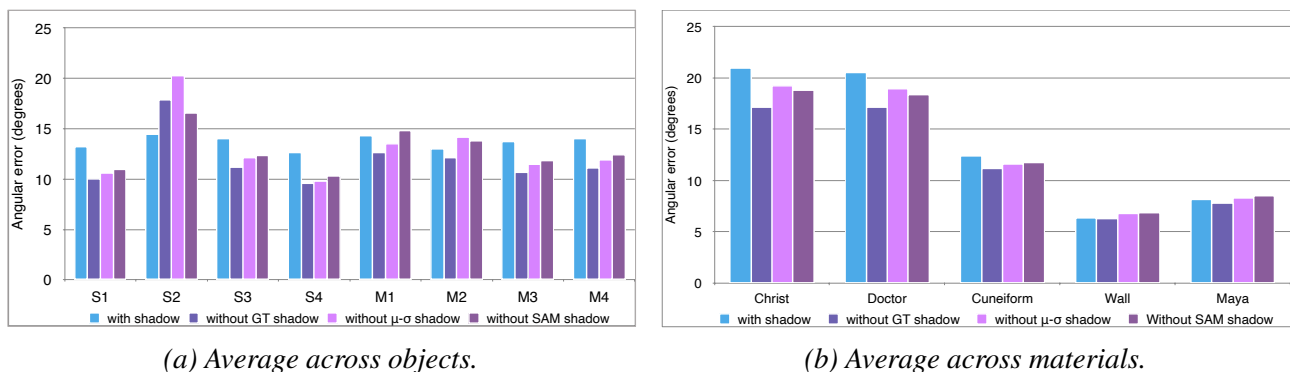 25
20
15
10
5
0
Angular error (degrees)
S1 S2 S3 S4 M1 M2 M3 M4
with shadow without GT shadow without μ-σ shadow without SAM shadow
(a) Average across objects.
25
20
15
10
5
0
Angular error (degrees)
Christ Doctor Cuneiform Wall Maya
with shadow without GT shadow without μ-σ shadow Without SAM shadow
(b) Average across materials.